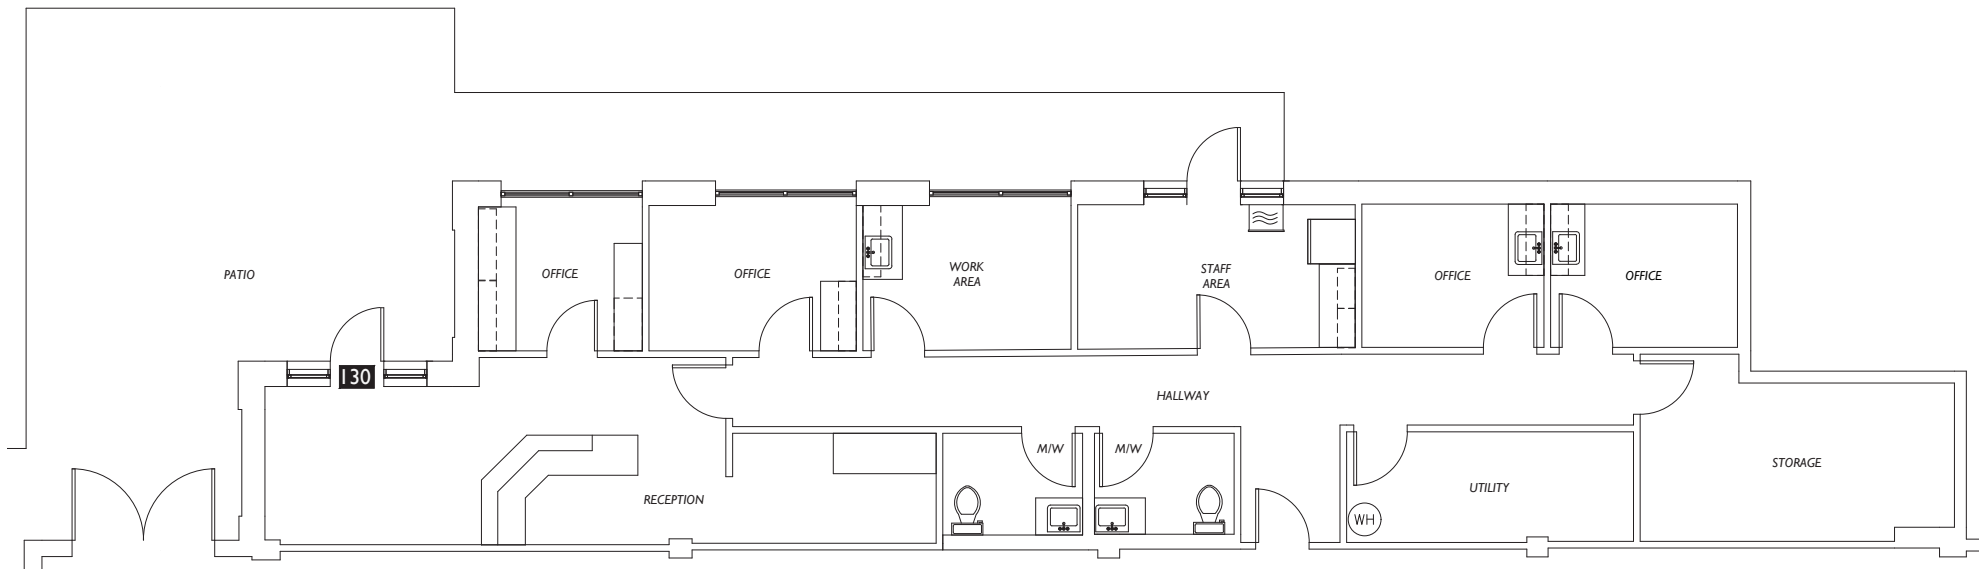 PATIO
OFFICE
OFFICE
WORK
AREA
STAFF
AREA
OFFICE
OFFICE
130
HALLWAY
M/W
M/W
RECEPTION
UTILITY
STORAGE
WH